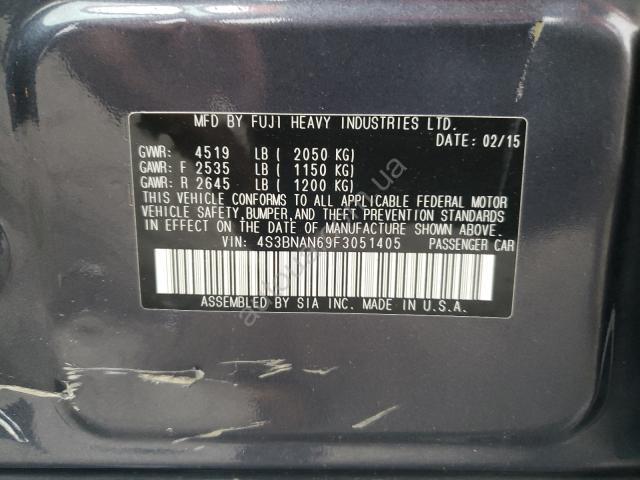 MFD BY FUJI HEAVY INDUSTRIES LTD.
DATE: 02/15
GVWR: 4519 LB ( 2050 KG)
GAWR: F 2535 LB ( 1150 KG)
GAWR: R 2645 LB ( 1200 KG)
THIS VEHICLE CONFORMS TO ALL APPLICABLE FEDERAL MOTOR
VEHICLE SAFETY,BUMPER,AND THEFT PREVENTION STANDARDS
IN EFFECT ON THE DATE OF MANUFACTURE SHOWN ABOVE.
VIN: 4S3BNAN69F3051405 PASSENGER CAR
ASSEMBLED BY SIA INC. MADE IN U.S.A.